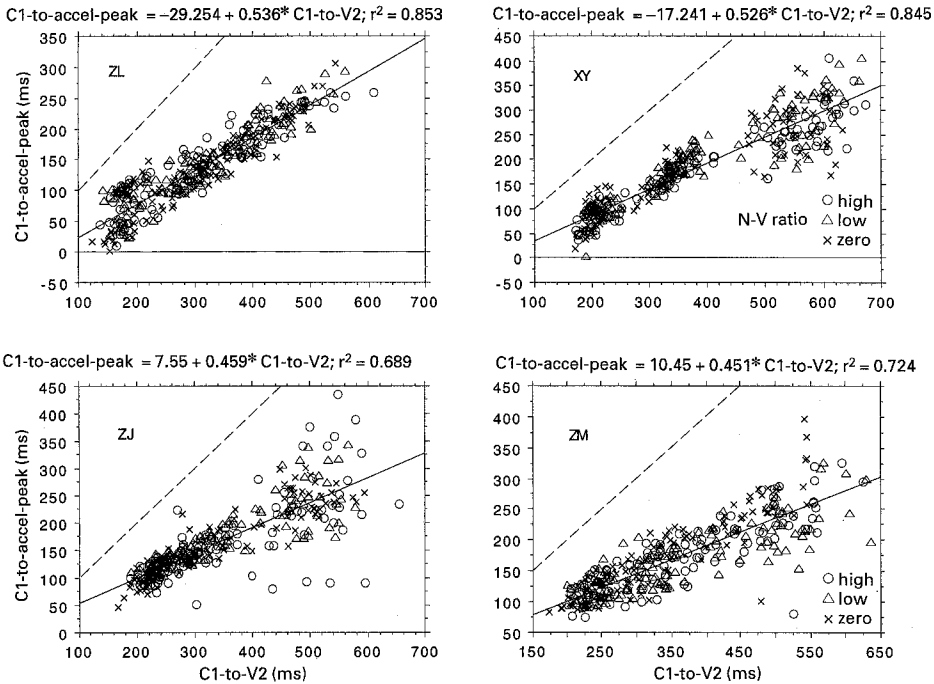 C1-to-accel-peak = -29.254 + 0.536* C1-to-V2; r² = 0.853
C1-to-accel-peak (ms)
350
300
250
200
150
100
50
0
-50
ZL
100 200 300 400 500 600 700
C1-to-accel-peak = -17.241 + 0.526* C1-to-V2; r² = 0.845
450
400
350
300
250
200
150
100
50
0
-50
XY
N-V ratio
high
low
zero
100 200 300 400 500 600 700
C1-to-accel-peak = 7.55 + 0.459* C1-to-V2; r² = 0.689
C1-to-accel-peak (ms)
450
400
350
300
250
200
150
100
50
0
ZJ
100 200 300 400 500 600 700
C1-to-V2 (ms)
C1-to-accel-peak = 10.45 + 0.451* C1-to-V2; r² = 0.724
450
400
350
300
250
200
150
100
50
ZM
high
low
zero
150 250 350 450 550 650
C1-to-V2 (ms)